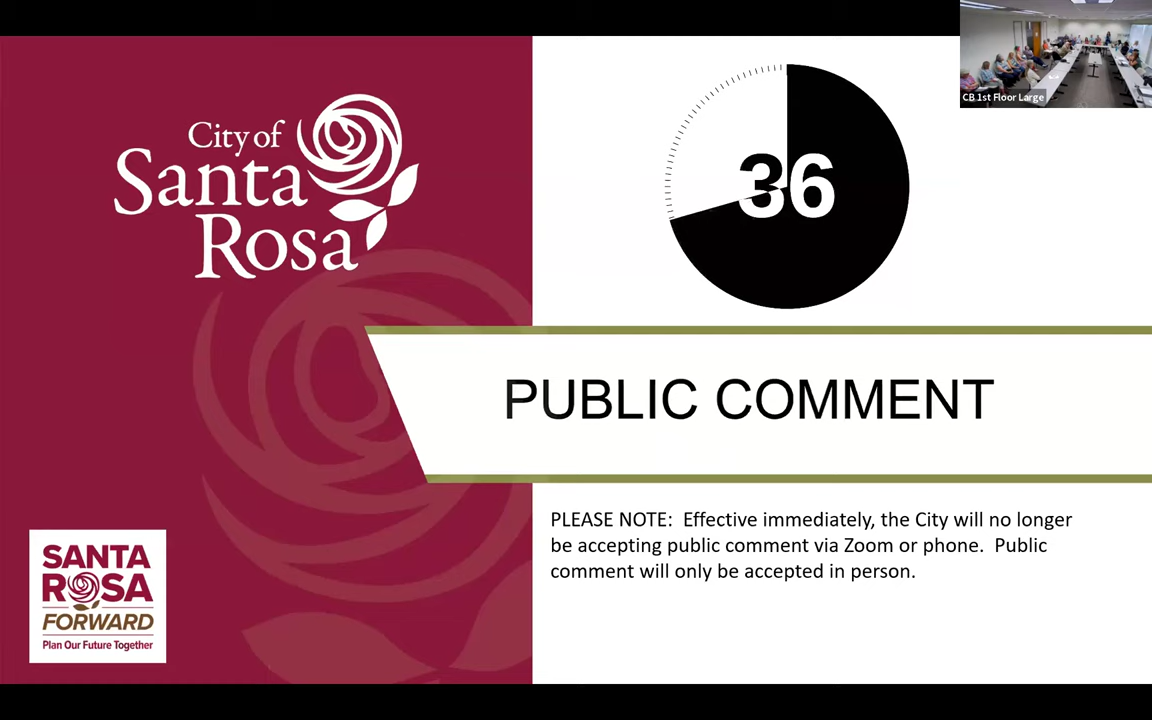 CB 1st Floor Large
City of
Santa
Rosa
36
PUBLIC COMMENT
PLEASE NOTE:  Effective immediately, the City will no longer
be accepting public comment via Zoom or phone.  Public
comment will only be accepted in person.
SANTA
ROSA
FORWARD
Plan Our Future Together